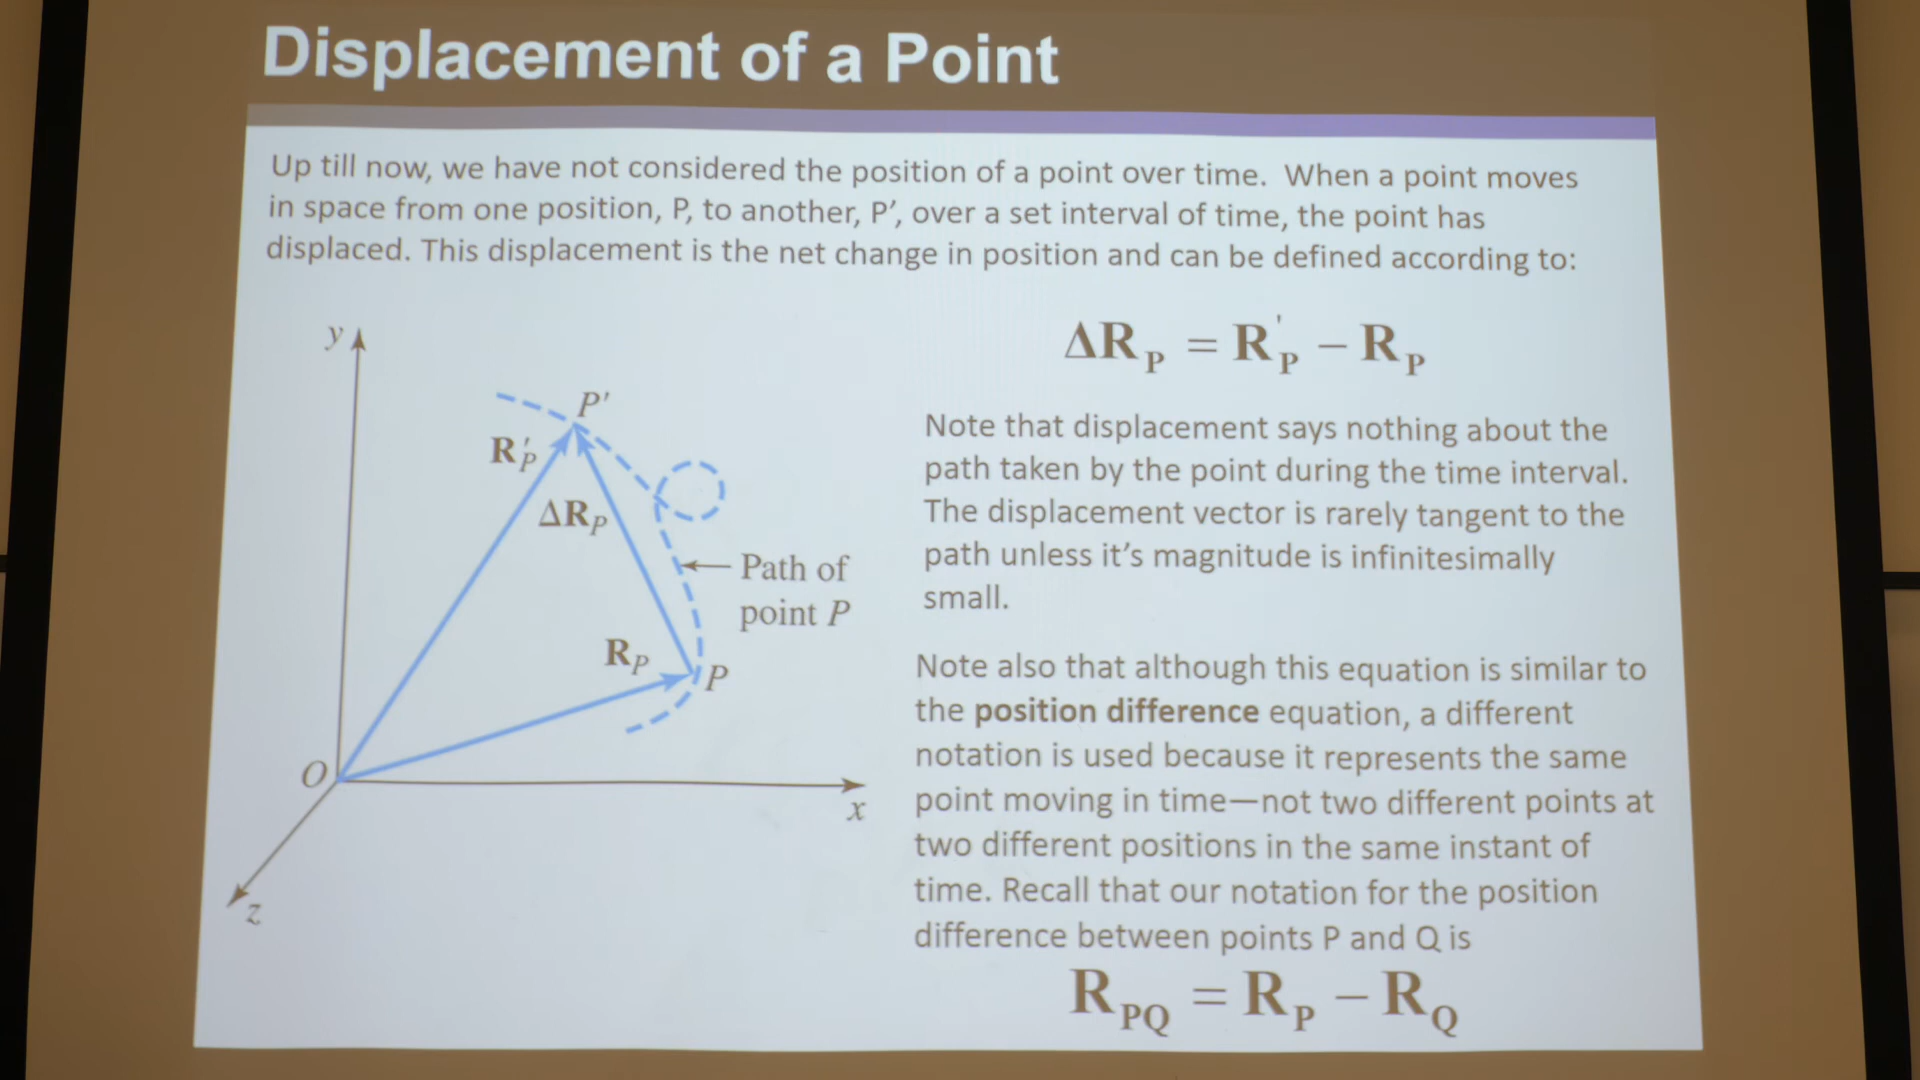 Displacement of a Point
Up till now, we have not considered the position of a point over time. When a point moves
in space from one position, P, to another, P’, over a set interval of time, the point has
displaced. This displacement is the net change in position and can be defined according to:
ΔR_P = R'_P − R_P
y
P'
R'_P
ΔR_P
Path of
point P
R_P
P
O
x
z
Note that displacement says nothing about the
path taken by the point during the time interval.
The displacement vector is rarely tangent to the
path unless it’s magnitude is infinitesimally
small.
Note also that although this equation is similar to
the position difference equation, a different
notation is used because it represents the same
point moving in time—not two different points at
two different positions in the same instant of
time. Recall that our notation for the position
difference between points P and Q is
R_PQ = R_P − R_Q